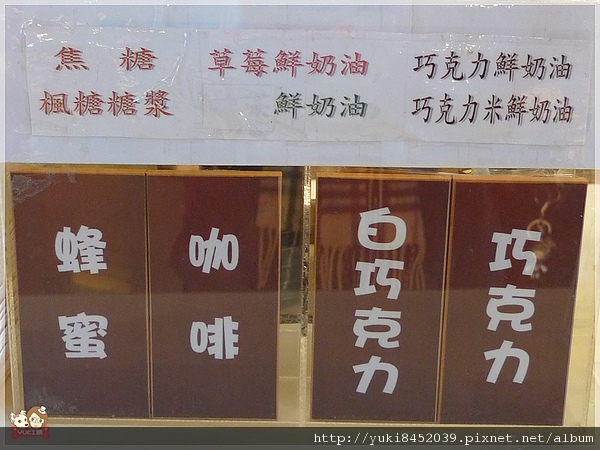 焦糖 草莓鮮奶油 巧克力鮮奶油
楓糖糖漿 鮮奶油 巧克力米鮮奶油
蜂蜜
咖啡
白巧克力
巧克力
http://yuki8452039.pixnet.net/album